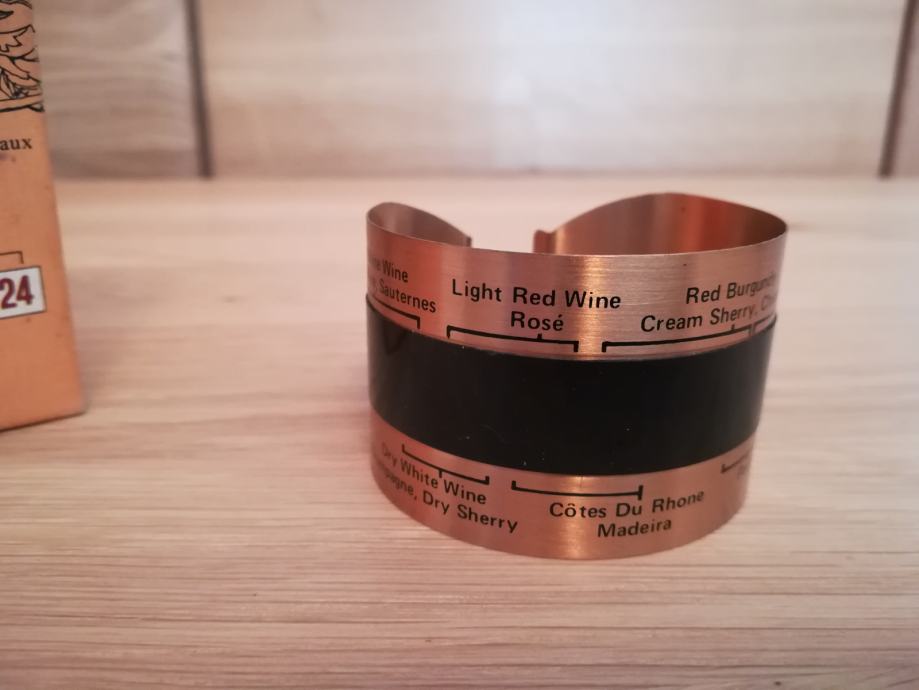 aux
24
Wine
Sauternes
Light Red Wine
Rosé
Red
Cream Sherry,
Dry White Wine
Dry Sherry
Côtes Du Rhone
Madeira